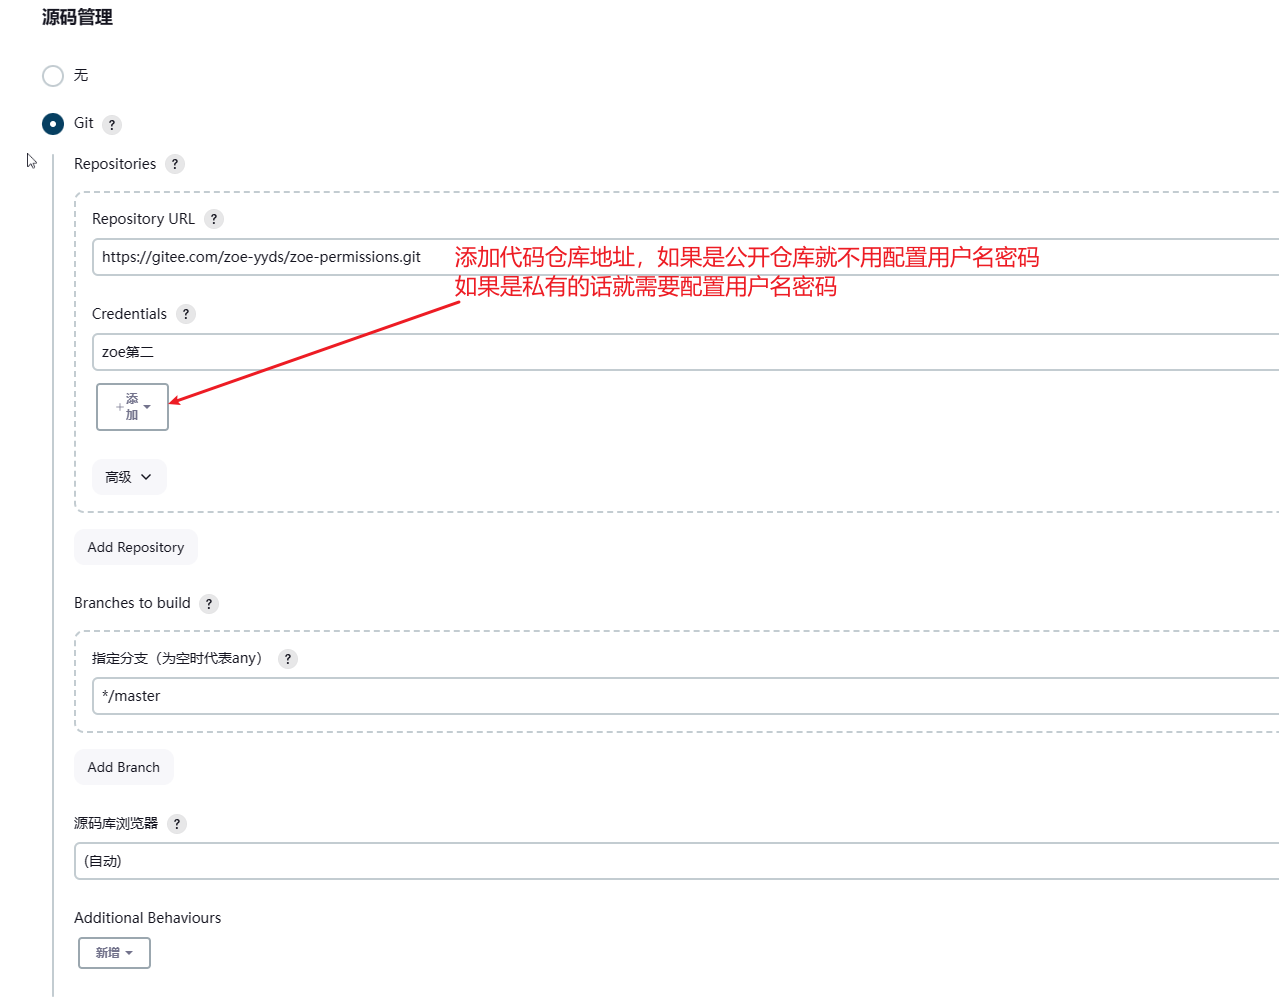 源码管理
无
Git ?
Repositories ?
Repository URL ?
https://gitee.com/zoe-yyds/zoe-permissions.git
添加代码仓库地址，如果是公开仓库就不用配置用户名密码
如果是私有的话就需要配置用户名密码
Credentials ?
zoe第二
+添
加
高级
Add Repository
Branches to build ?
指定分支（为空时代表any） ?
*/master
Add Branch
源码库浏览器 ?
(自动)
Additional Behaviours
新增